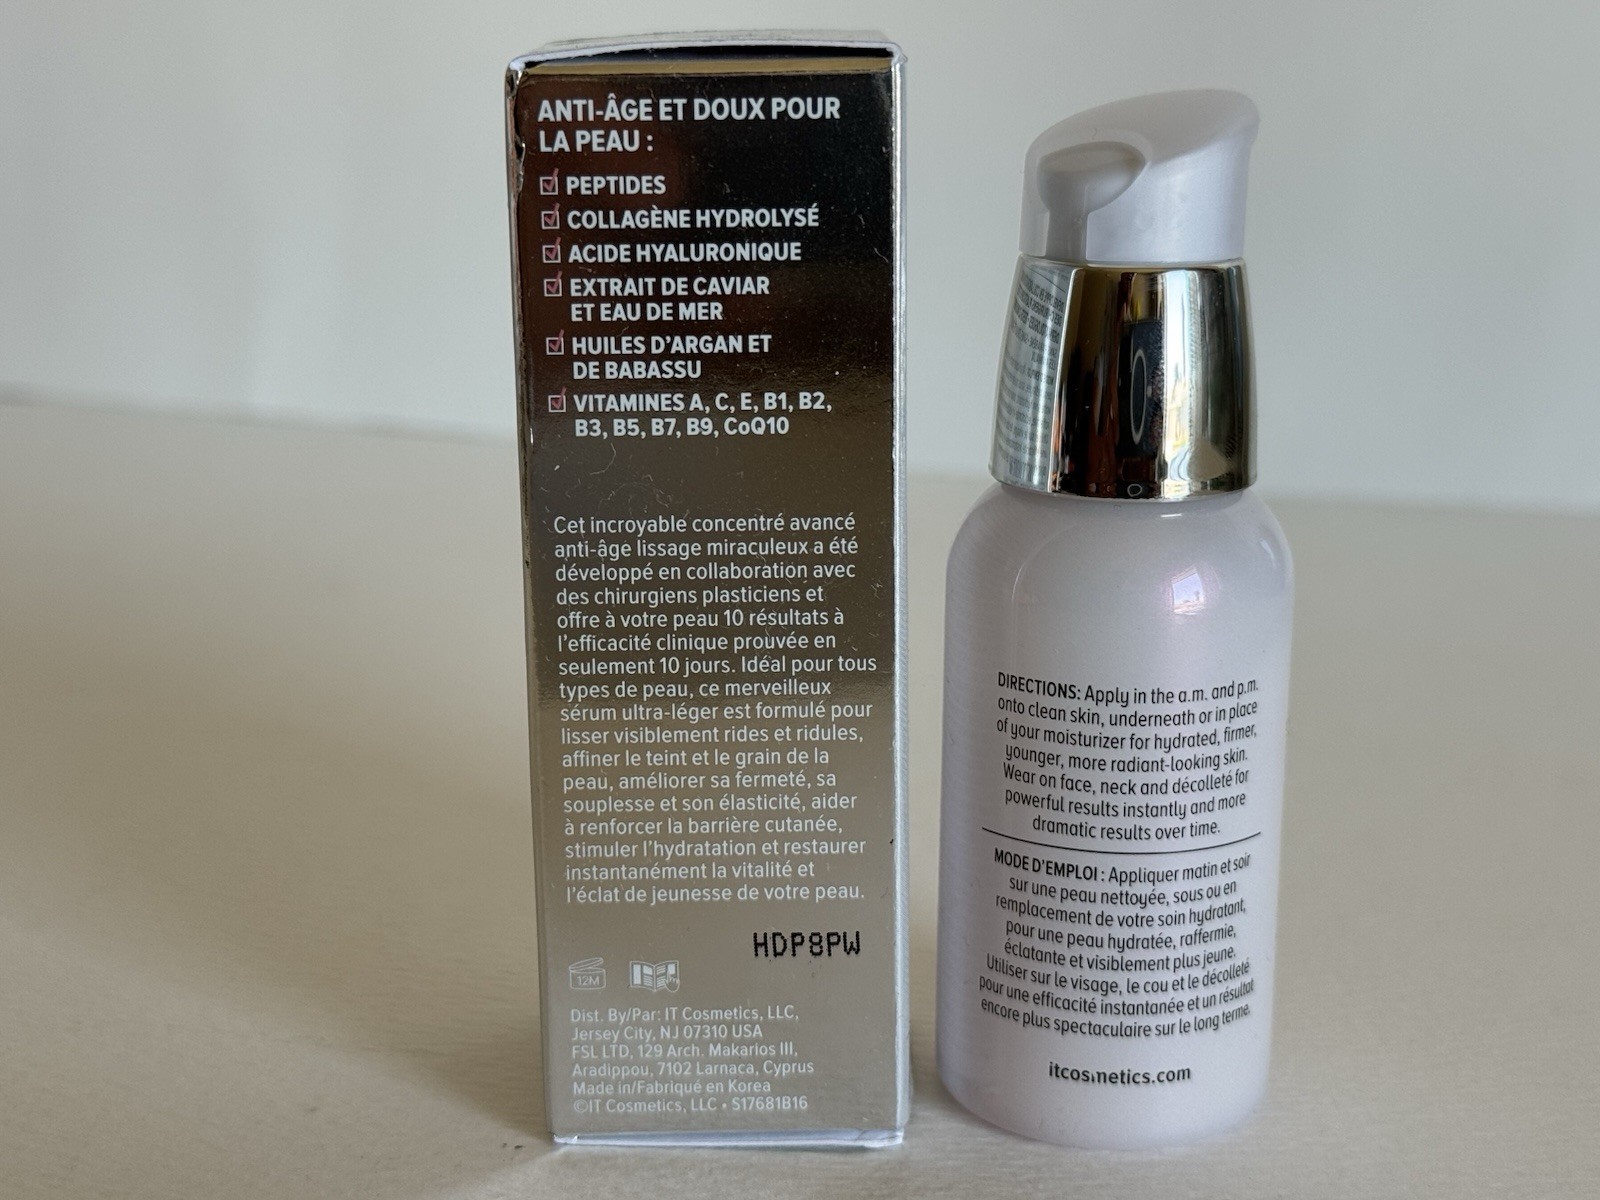 ANTI-ÂGE ET DOUX POUR
LA PEAU :
PEPTIDES
COLLAGÈNE HYDROLYSÉ
ACIDE HYALURONIQUE
EXTRAIT DE CAVIAR
ET EAU DE MER
HUILES D'ARGAN ET
DE BABASSU
VITAMINES A, C, E, B1, B2,
B3, B5, B7, B9, CoQ10
Cet incroyable concentré avancé
anti-âge lissage miraculeux a été
développé en collaboration avec
des chirurgiens plasticiens et
offre à votre peau 10 résultats à
l'efficacité clinique prouvée en
seulement 10 jours. Idéal pour tous
types de peau, ce merveilleux
sérum ultra-léger est formulé pour
lisser visiblement rides et ridules,
affiner le teint et le grain de la
peau, améliorer sa fermeté, sa
souplesse et son élasticité, aider
à renforcer la barrière cutanée,
stimuler l'hydratation et restaurer
instantanément la vitalité et
l'éclat de jeunesse de votre peau.
HDP8PW
12M
Dist. By/Par: IT Cosmetics, LLC,
Jersey City, NJ 07310 USA
FSL LTD, 129 Arch. Makarios III,
Aradippou, 7102 Larnaca, Cyprus
Made in/Fabriqué en Korea
©IT Cosmetics, LLC • S17681B16
DIRECTIONS: Apply in the a.m. and p.m.
onto clean skin, underneath or in place
of your moisturizer for hydrated, firmer,
younger, more radiant-looking skin.
Wear on face, neck and décolleté for
powerful results instantly and more
dramatic results over time.
MODE D'EMPLOI : Appliquer matin et soir
sur une peau nettoyée, sous ou en
remplacement de votre soin hydratant,
pour une peau hydratée, raffermie,
éclatante et visiblement plus jeune.
Utiliser sur le visage, le cou et le décolleté
pour une efficacité instantanée et un résultat
encore plus spectaculaire sur le long terme.
itcosmetics.com